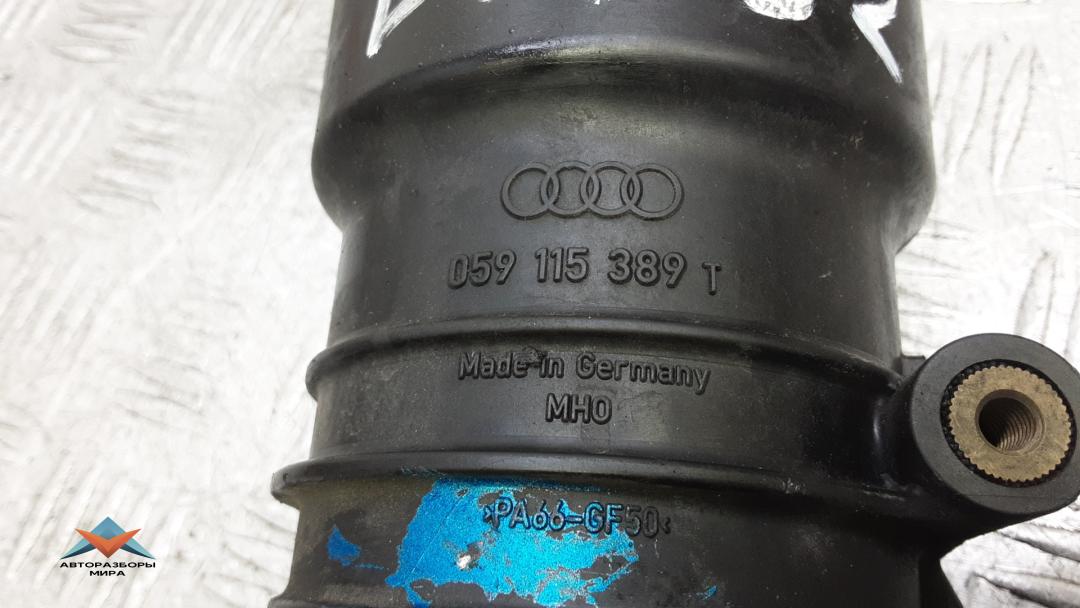 059 115 389 T
Made in Germany
MHO
>PA66-GF50<
АВТОРАЗБОРЫ
МИРА